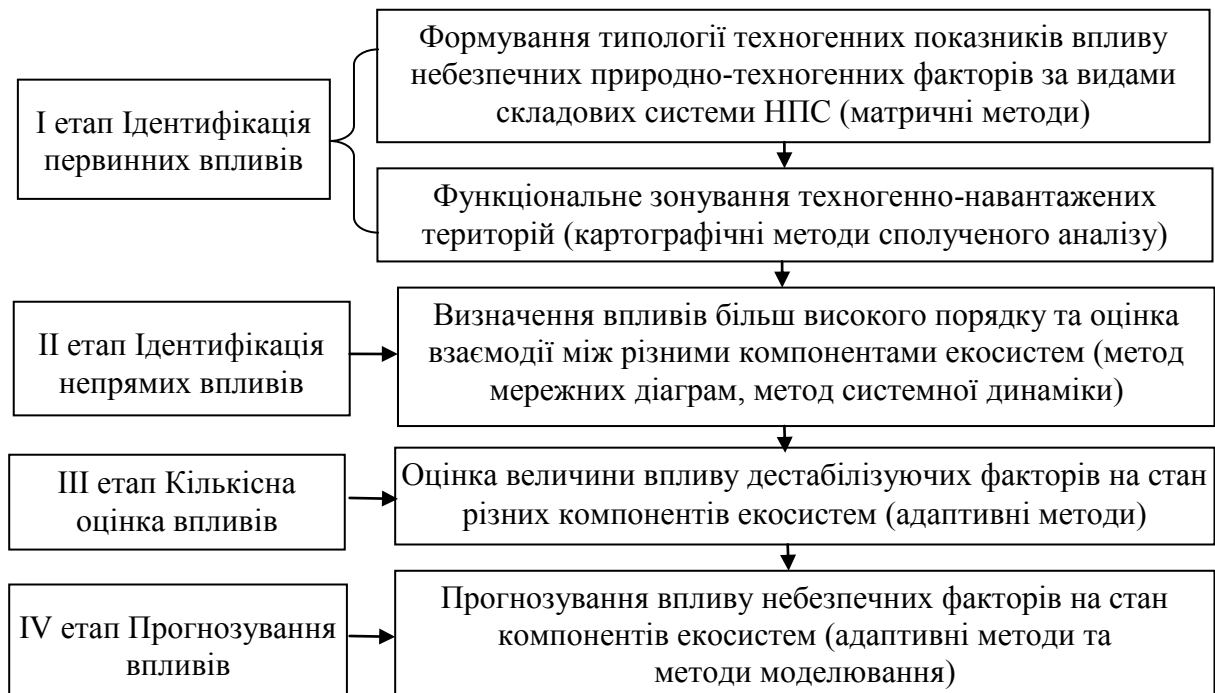 І етап Ідентифікація
первинних впливів
Формування типології техногенних показників впливу
небезпечних природно-техногенних факторів за видами
складових системи НПС (матричні методи)
Функціональне зонування техногенно-навантажених
територій (картографічні методи сполученого аналізу)
ІІ етап Ідентифікація
непрямих впливів
Визначення впливів більш високого порядку та оцінка
взаємодії між різними компонентами екосистем (метод
мережних діаграм, метод системної динаміки)
ІІІ етап Кількісна
оцінка впливів
Оцінка величини впливу дестабілізуючих факторів на стан
різних компонентів екосистем (адаптивні методи)
IV етап Прогнозування
впливів
Прогнозування впливу небезпечних факторів на стан
компонентів екосистем (адаптивні методи та
методи моделювання)